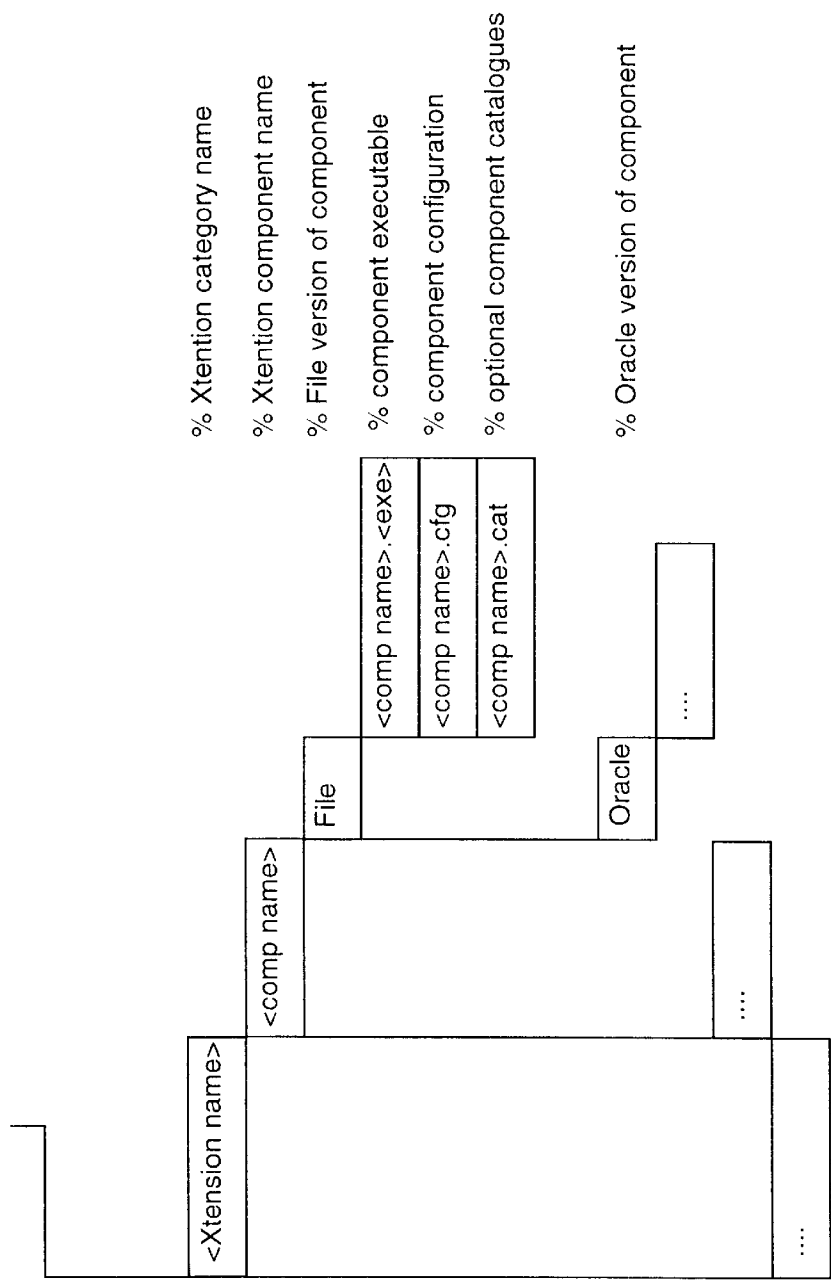 <Xtension name> % Xtention category name
<comp name> % Xtention component name
File % File version of component
<comp name>.<exe> % component executable
<comp name>.cfg % component configuration
<comp name>.cat % optional component catalogues
Oracle % Oracle version of component
....
....
....